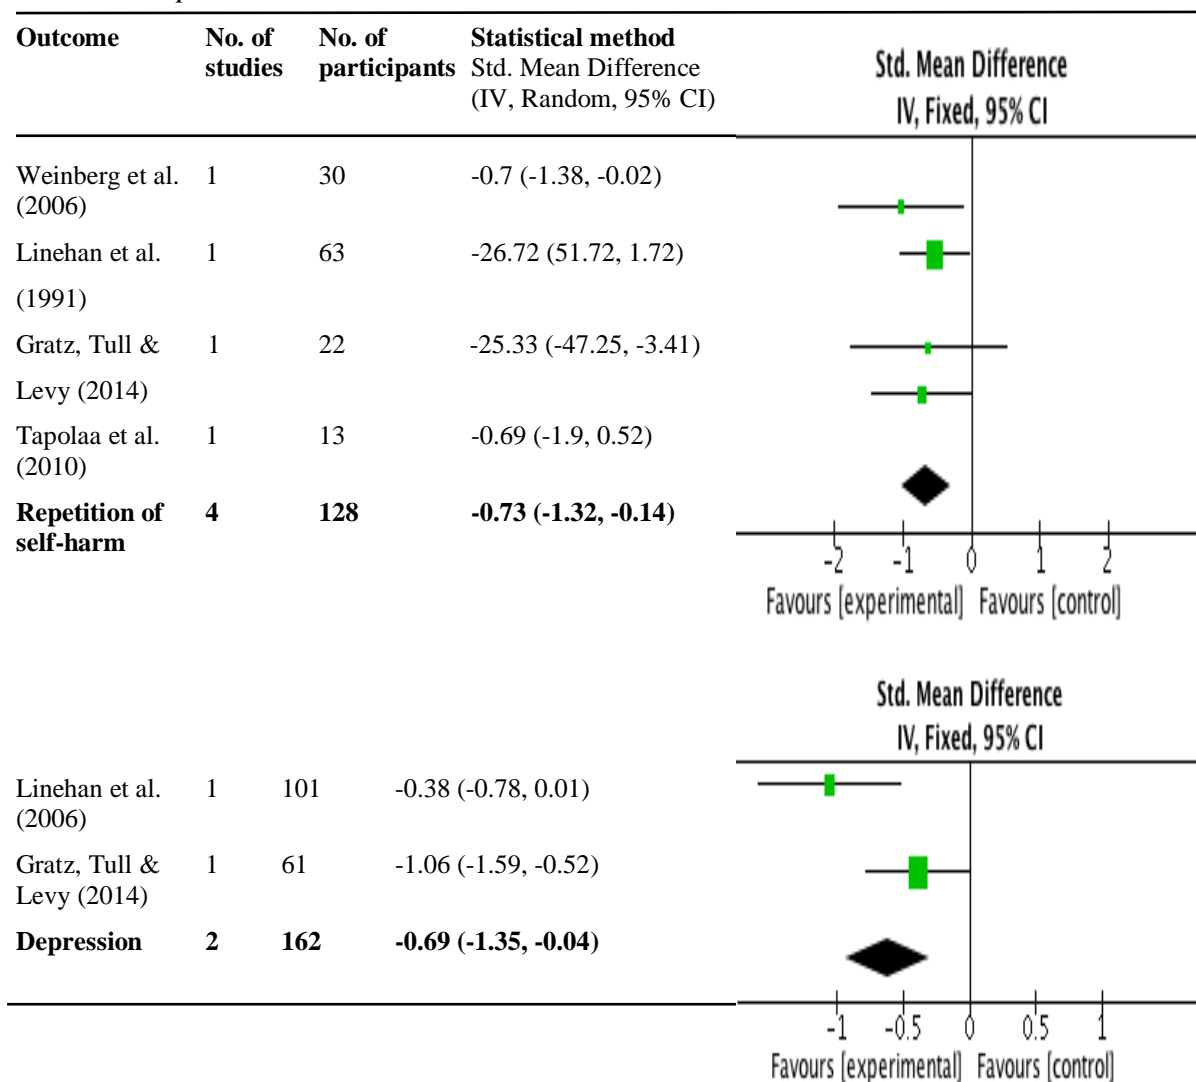 Outcome No. of studies No. of participants Statistical method
Std. Mean Difference
(IV, Random, 95% CI)
Std. Mean Difference
IV, Fixed, 95% CI
Weinberg et al. (2006) 1 30 -0.7 (-1.38, -0.02)
Linehan et al. (1991) 1 63 -26.72 (51.72, 1.72)
Gratz, Tull & Levy (2014) 1 22 -25.33 (-47.25, -3.41)
Tapolaa et al. (2010) 1 13 -0.69 (-1.9, 0.52)
Repetition of self-harm 4 128 -0.73 (-1.32, -0.14)
-2 -1 0 1 2
Favours [experimental] Favours [control]
Std. Mean Difference
IV, Fixed, 95% CI
Linehan et al. (2006) 1 101 -0.38 (-0.78, 0.01)
Gratz, Tull & Levy (2014) 1 61 -1.06 (-1.59, -0.52)
Depression 2 162 -0.69 (-1.35, -0.04)
-1 -0.5 0 0.5 1
Favours [experimental] Favours [control]